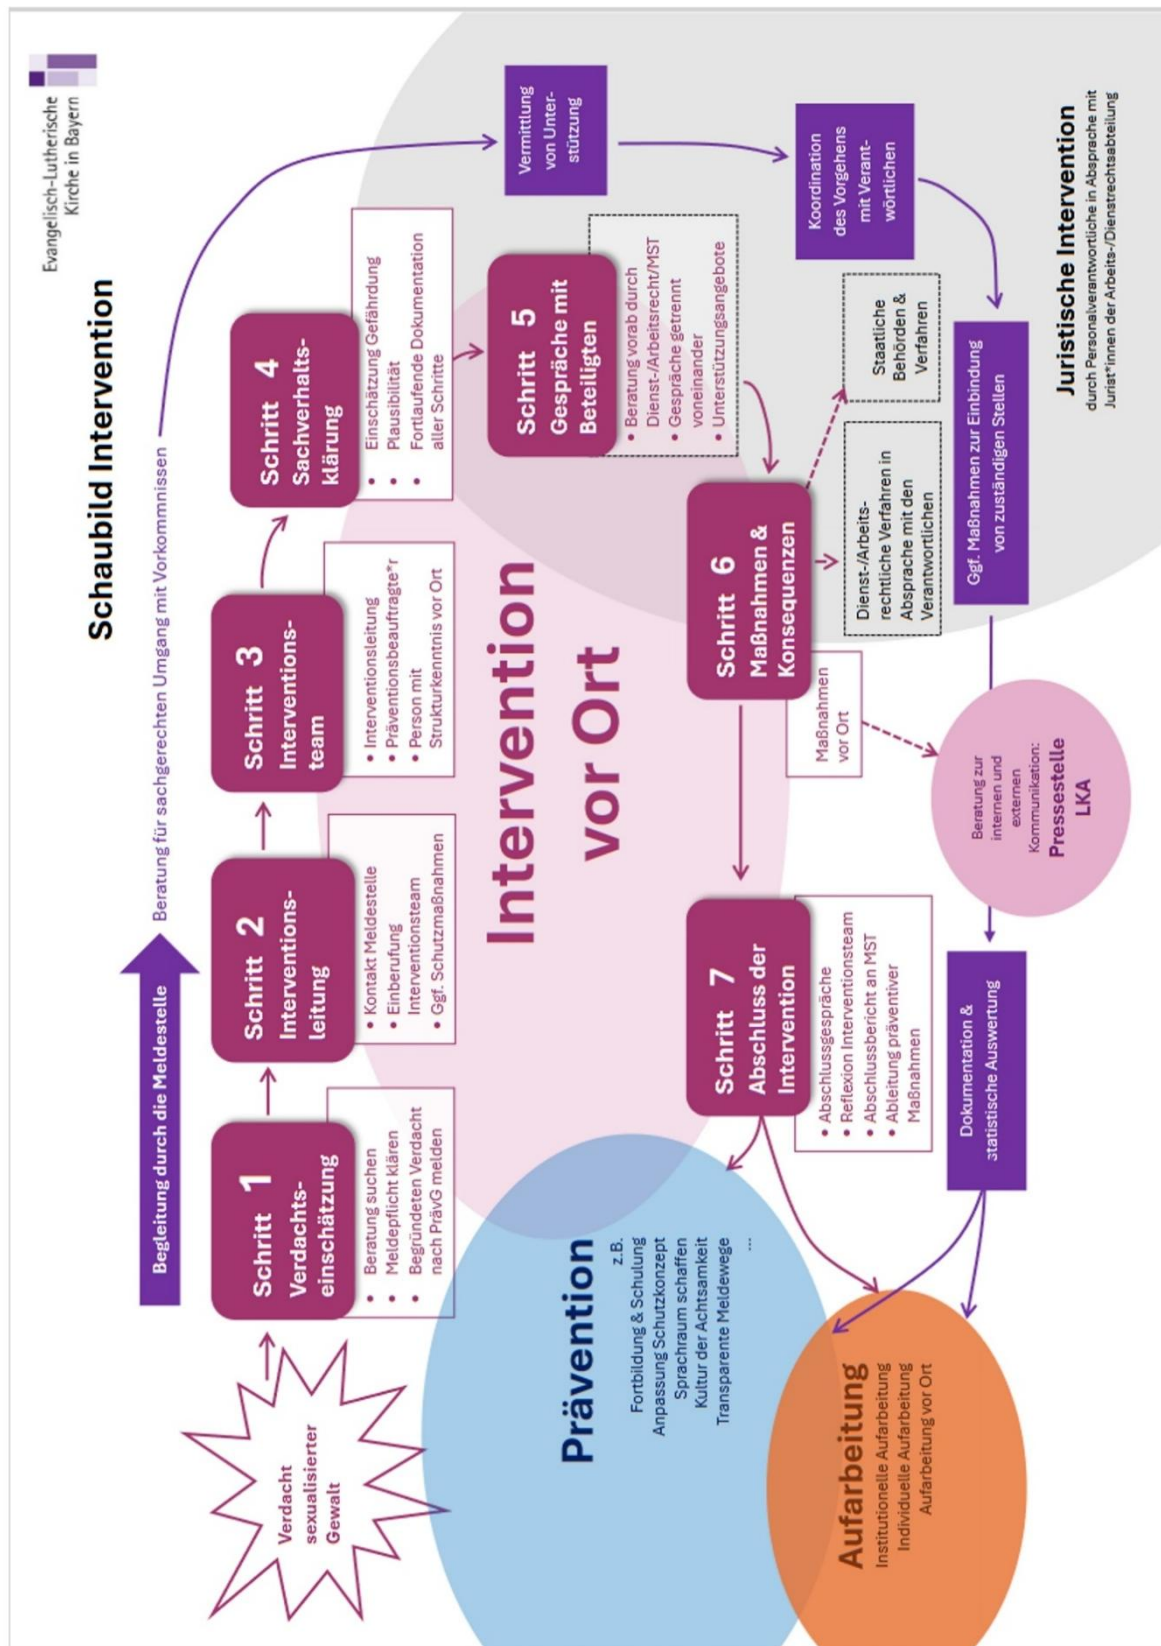 Evangelisch-Lutherische
Kirche in Bayern
Schaubild Intervention
Begleitung durch die Meldestelle
Beratung für sachgerechten Umgang mit Vorkommnissen
Verdacht
sexualisierter
Gewalt
Schritt 1
Verdachts-
einschätzung
• Beratung suchen
• Meldepflicht klären
• Begründeten Verdacht
nach PrävG melden
Schritt 2
Interventions-
leitung
• Kontakt Meldestelle
• Einberufung
Interventionsteam
• Ggf. Schutzmaßnahmen
Schritt 3
Interventions-
team
• Interventionsleitung
• Präventionsbeauftragte*r
• Person mit
Strukturkenntnis vor Ort
Schritt 4
Sachverhalts-
klärung
• Einschätzung Gefährdung
• Plausibilität
• Fortlaufende Dokumentation
aller Schritte
Vermittlung
von Unter-
stützung
Schritt 5
Gespräche mit
Beteiligten
• Beratung vorab durch
Dienst-/Arbeitsrecht/MST
• Gespräche getrennt
voneinander
• Unterstützungsangebote
Koordination
des Vorgehens
mit Verant-
wörtlichen
Intervention
vor Ort
Schritt 6
Maßnahmen &
Konsequenzen
Maßnahmen
vor Ort
Dienst-/Arbeits-
rechtliche Verfahren in
Absprache mit den
Verantwortlichen
Staatliche
Behörden &
Verfahren
Ggf. Maßnahmen zur Einbindung
von zuständigen Stellen
Juristische Intervention
durch Personalverantwortliche in Absprache mit
Jurist*innen der Arbeits-/Dienstrechtsabteilung
Beratung zur
internen und
externen
Kommunikation:
Pressestelle
LKA
Schritt 7
Abschluss der
Intervention
• Abschlussgespräche
• Reflexion Interventionsteam
• Abschlussbericht an MST
• Ableitung präventiver
Maßnahmen
Dokumentation &
statistische Auswertung
Prävention
z.B.
Fortbildung & Schulung
Anpassung Schutzkonzept
Sprachraum schaffen
Kultur der Achtsamkeit
Transparente Meldewege
...
Aufarbeitung
Institutionelle Aufarbeitung
Individuelle Aufarbeitung
Aufarbeitung vor Ort